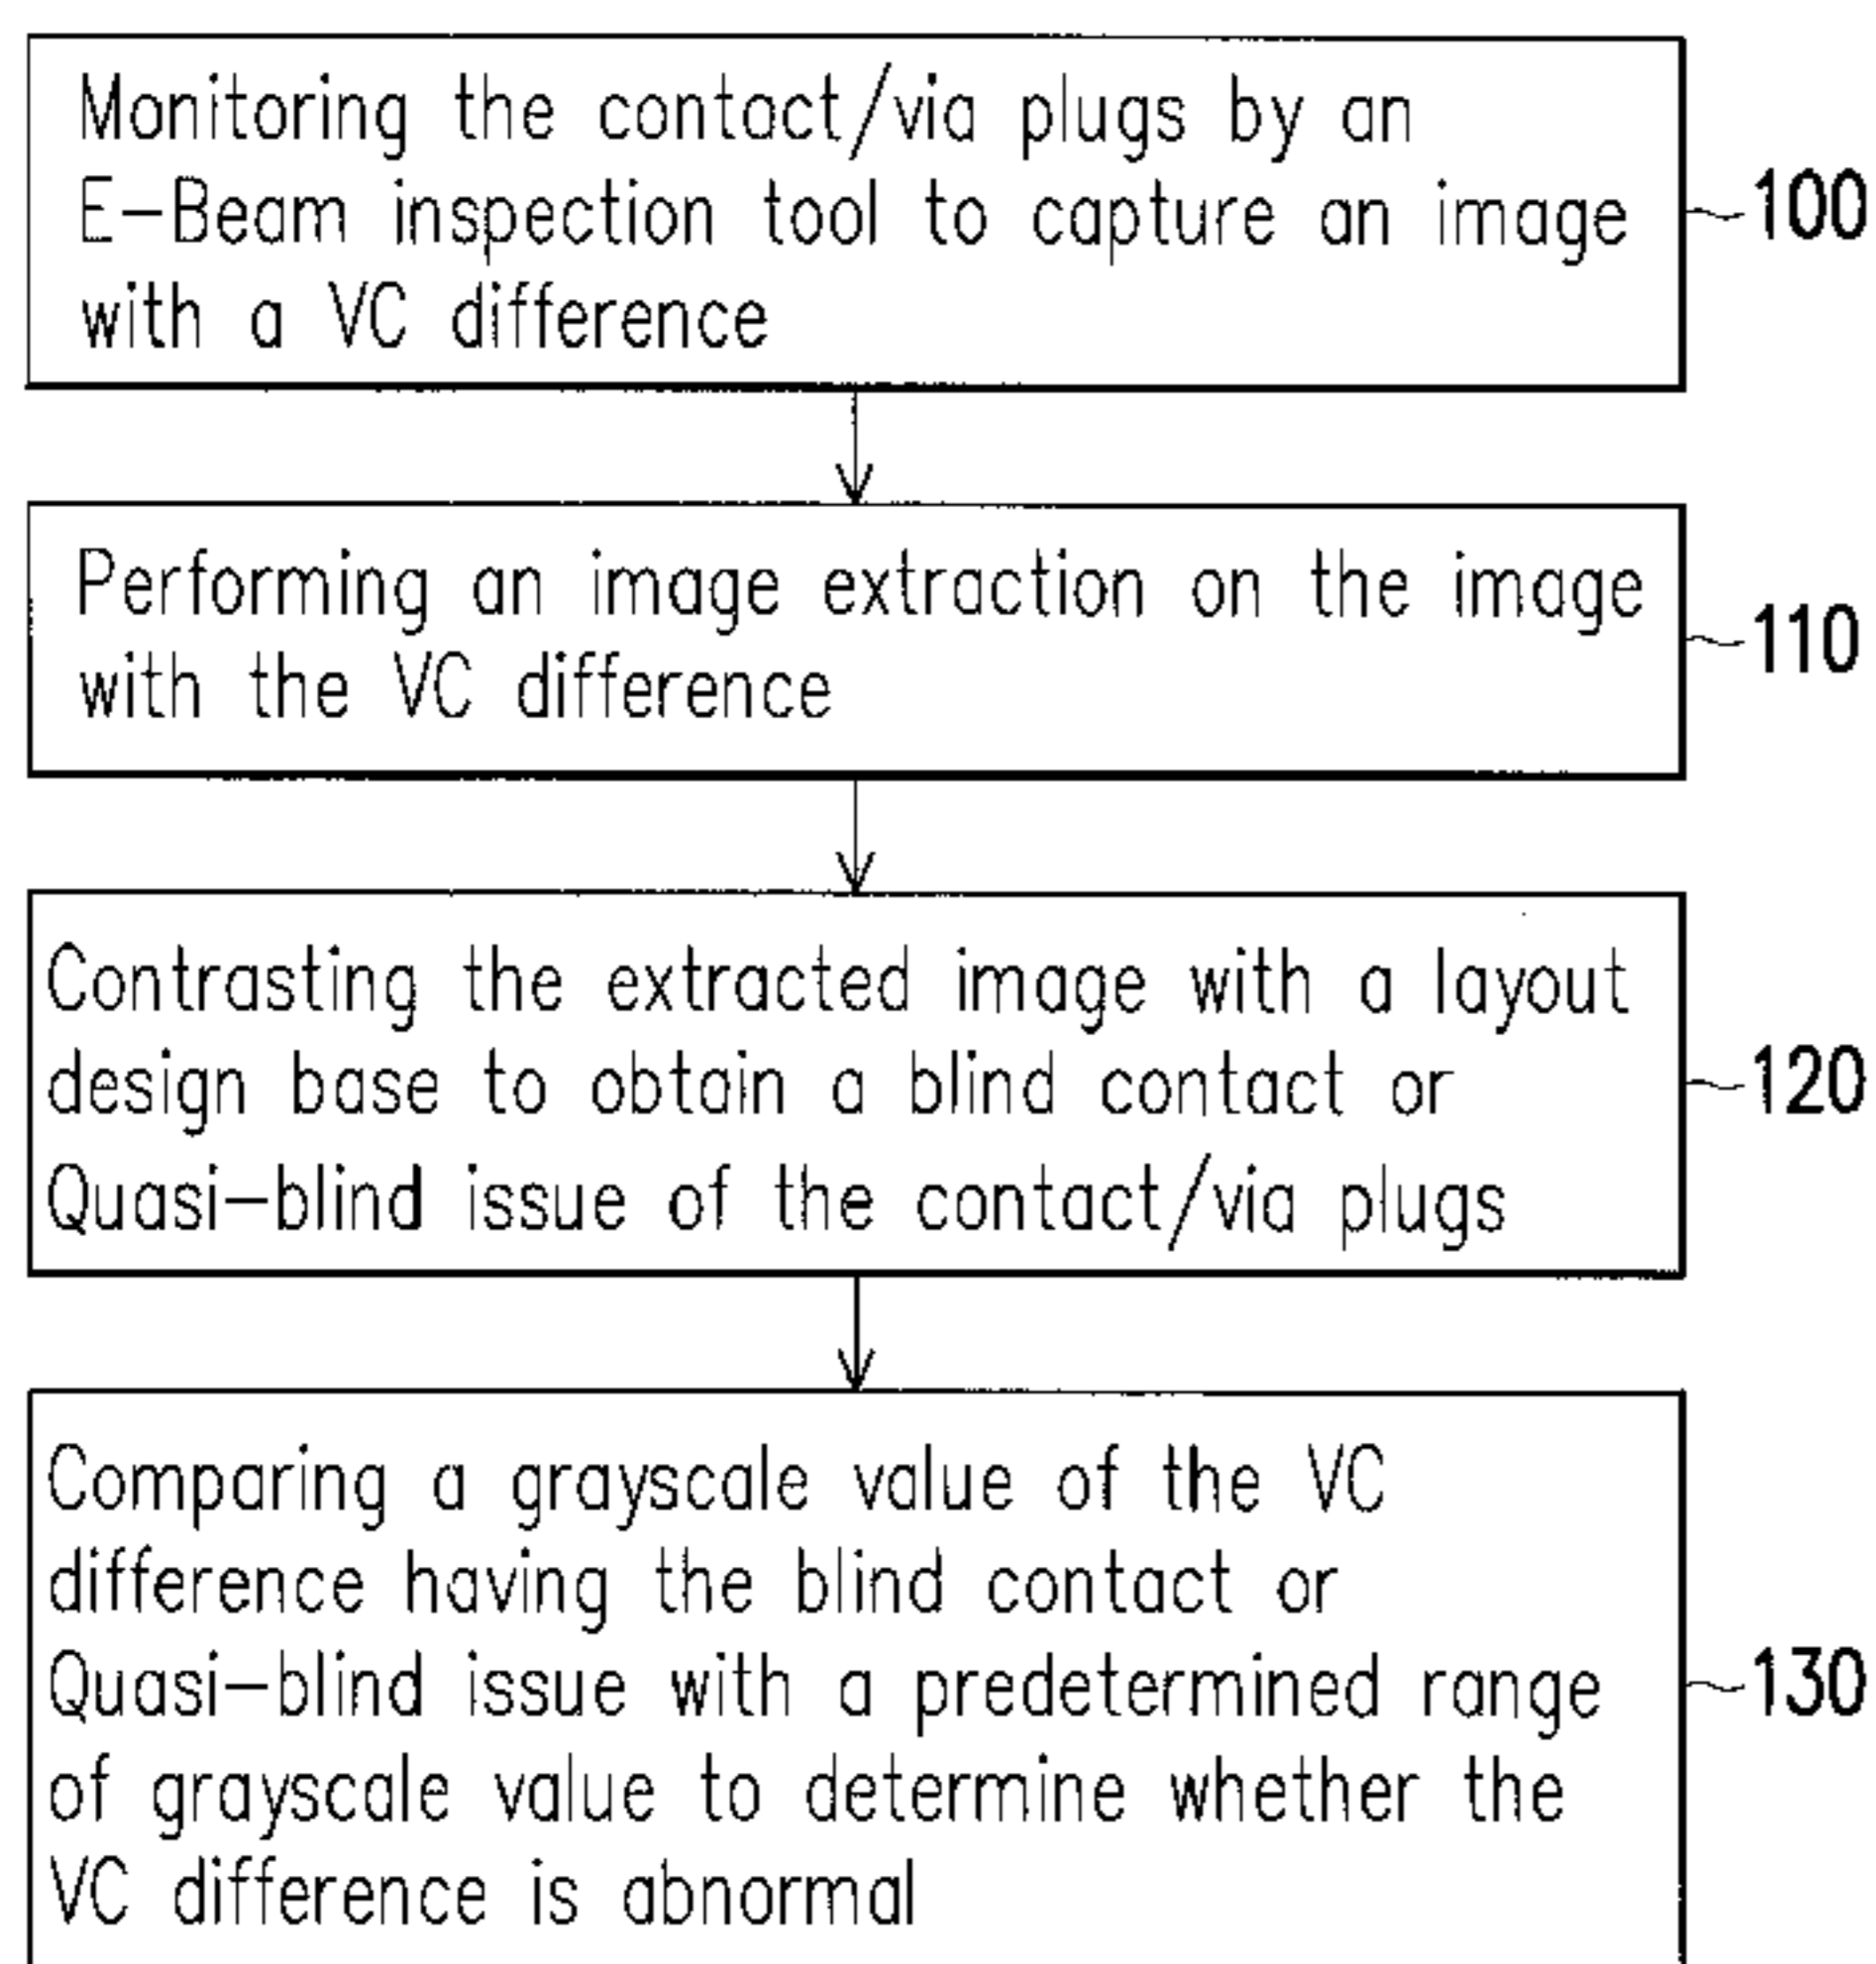 Monitoring the contact/via plugs by an
E-Beam inspection tool to capture an image
with a VC difference
100
Performing an image extraction on the image
with the VC difference
110
Contrasting the extracted image with a layout
design base to obtain a blind contact or
Quasi-blind issue of the contact/via plugs
120
Comparing a grayscale value of the VC
difference having the blind contact or
Quasi-blind issue with a predetermined range
of grayscale value to determine whether the
VC difference is abnormal
130